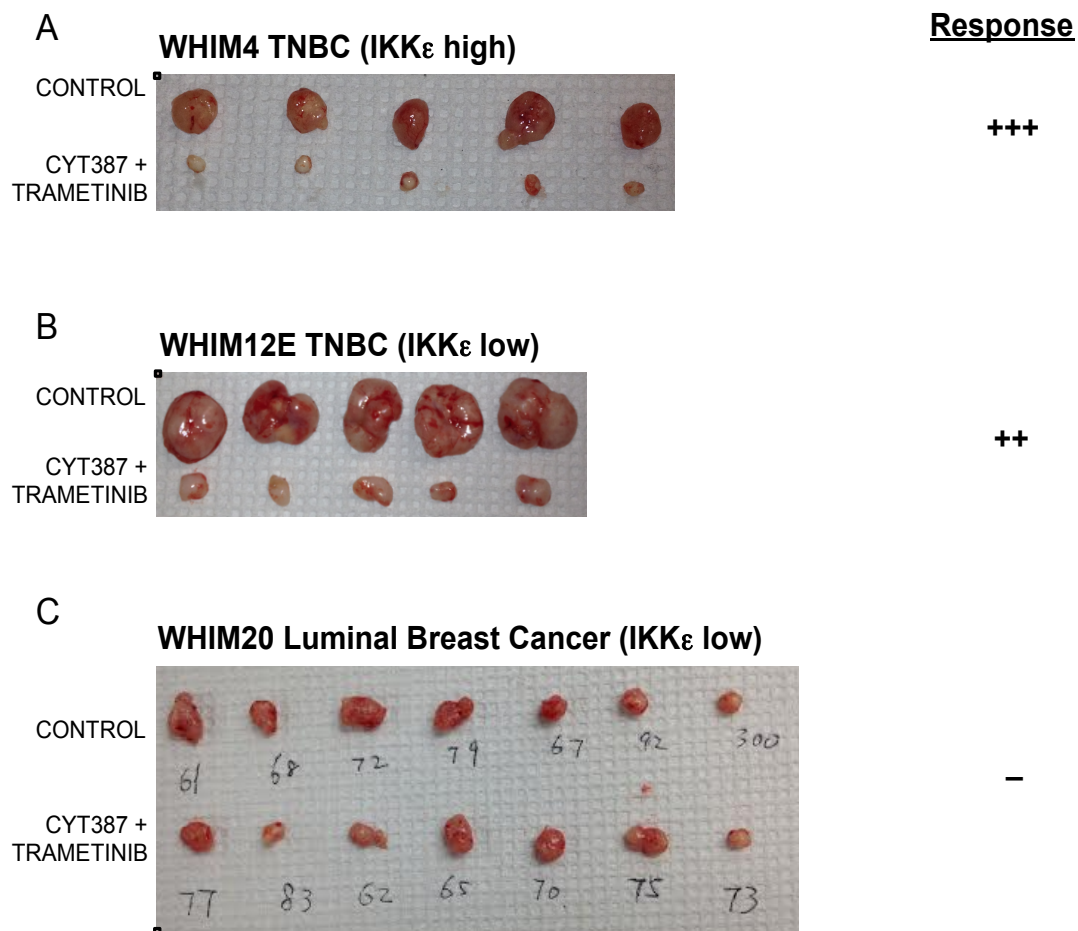 A
Response
WHIM4 TNBC (IKKε high)
CONTROL
+++
CYT387 +
TRAMETINIB
B
WHIM12E TNBC (IKKε low)
CONTROL
++
CYT387 +
TRAMETINIB
C
WHIM20 Luminal Breast Cancer (IKKε low)
CONTROL
61 68 72 79 67 92 300
–
CYT387 +
TRAMETINIB
77 83 62 65 70 75 73